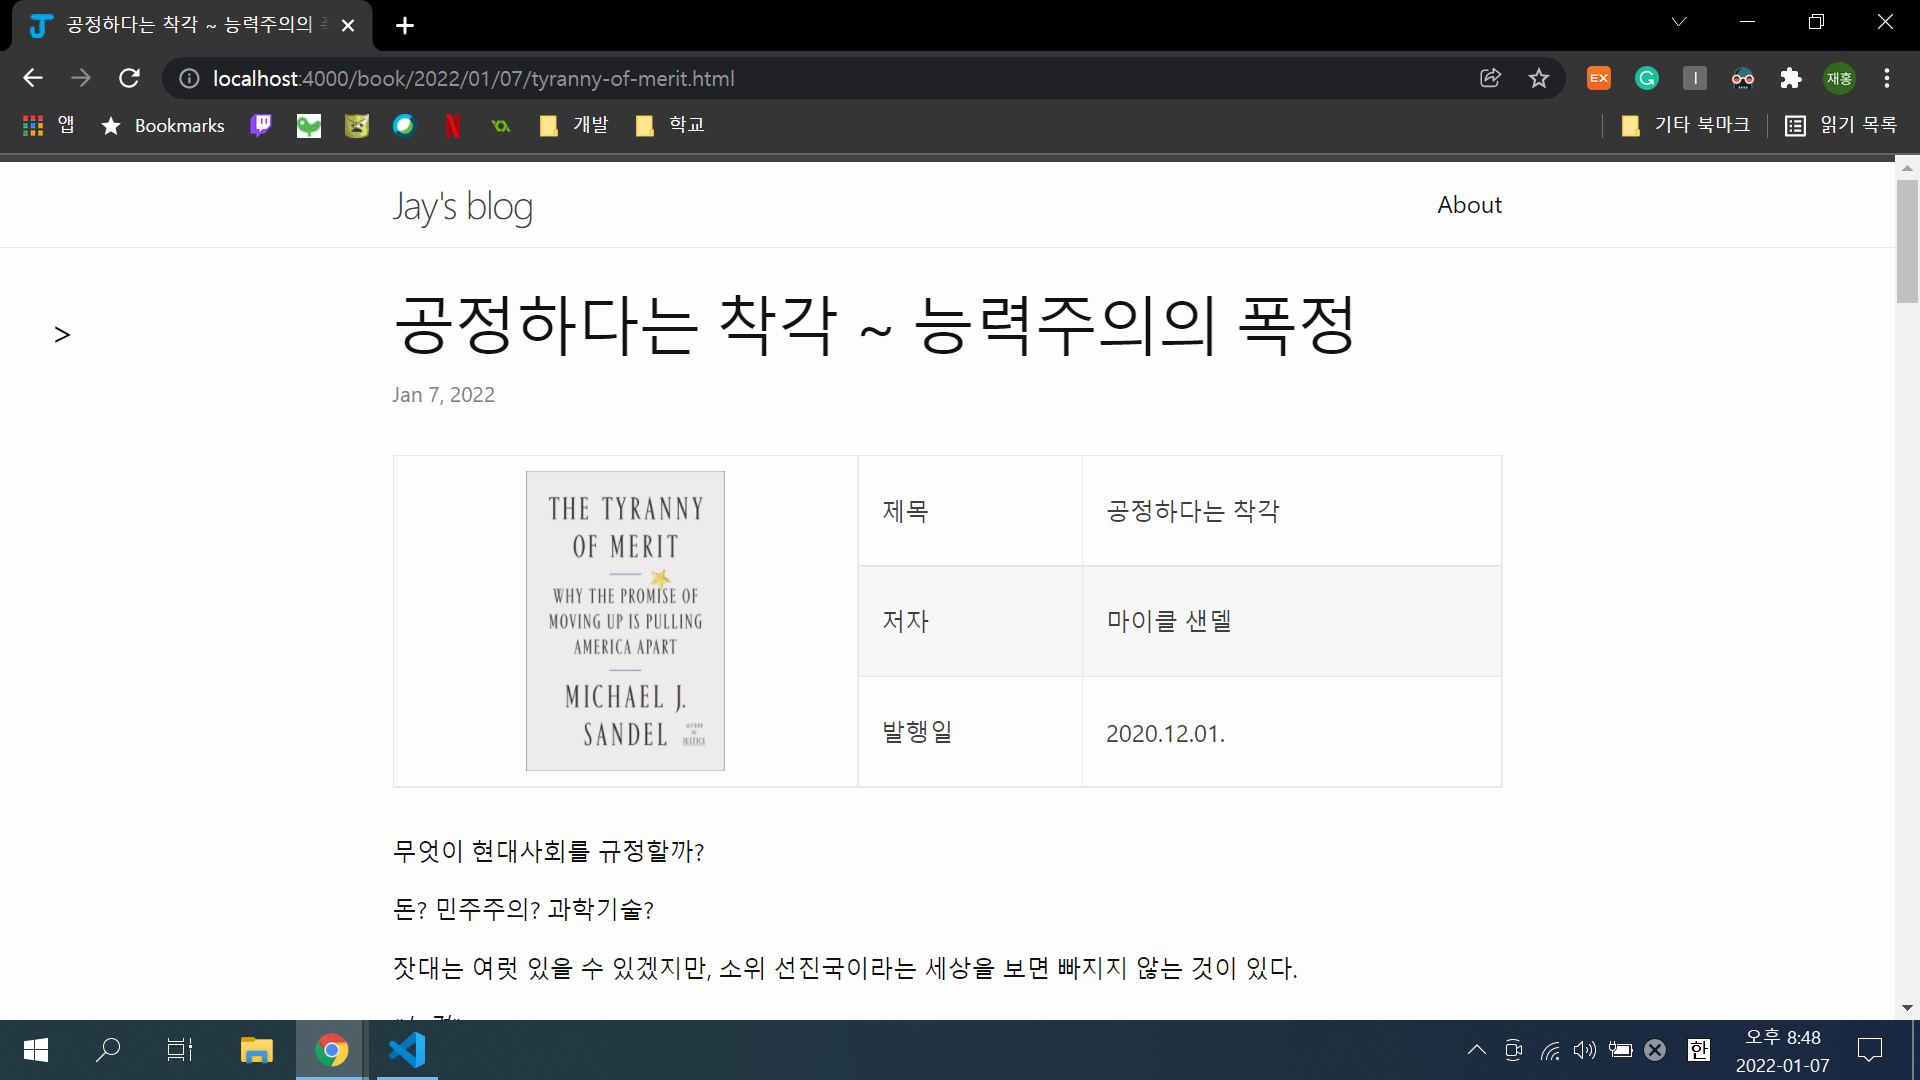 공정하다는 착각 ~ 능력주의의
localhost:4000/book/2022/01/07/tyranny-of-merit.html
EX
재홍
앱
Bookmarks
개발
학교
기타 북마크
읽기 목록
Jay's blog
About
>
공정하다는 착각 ~ 능력주의의 폭정
Jan 7, 2022
THE TYRANNY
OF MERIT
WHY THE PROMISE OF
MOVING UP IS PULLING
AMERICA APART
MICHAEL J.
SANDEL
AUTHOR
OF
JUSTICE
제목
공정하다는 착각
저자
마이클 샌델
발행일
2020.12.01.
무엇이 현대사회를 규정할까?
돈? 민주주의? 과학기술?
잣대는 여럿 있을 수 있겠지만, 소위 선진국이라는 세상을 보면 빠지지 않는 것이 있다.
한
오후 8:48
2022-01-07